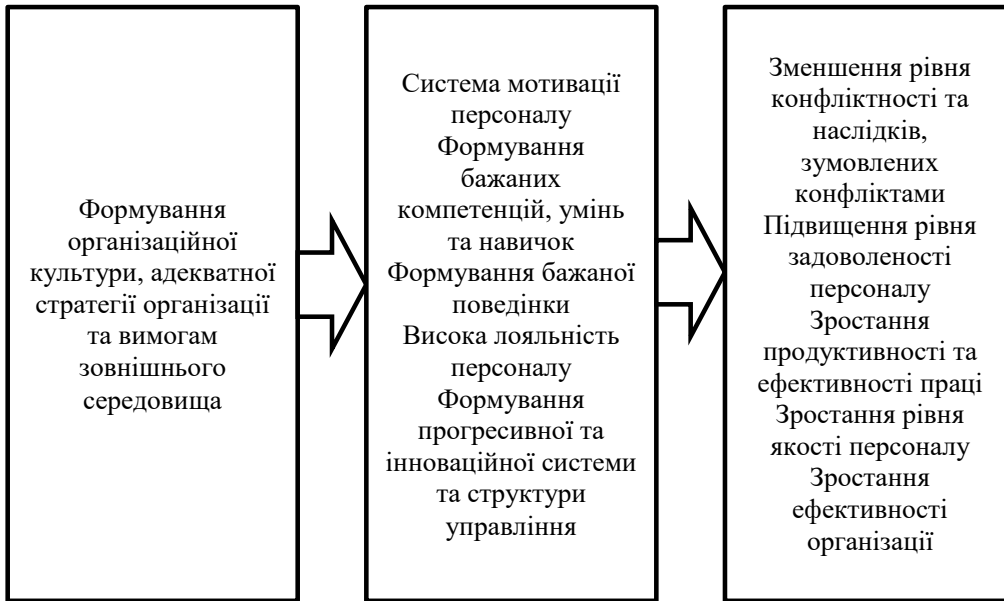 Формування
організаційної
культури, адекватної
стратегії організації
та вимогам
зовнішнього
середовища
Система мотивації
персоналу
Формування
бажаних
компетенцій, умінь
та навичок
Формування бажаної
поведінки
Висока лояльність
персоналу
Формування
прогресивної та
інноваційної системи
та структури
управління
Зменшення рівня
конфліктності та
наслідків,
зумовлених
конфліктами
Підвищення рівня
задоволеності
персоналу
Зростання
продуктивності та
ефективності праці
Зростання рівня
якості персоналу
Зростання
ефективності
організації